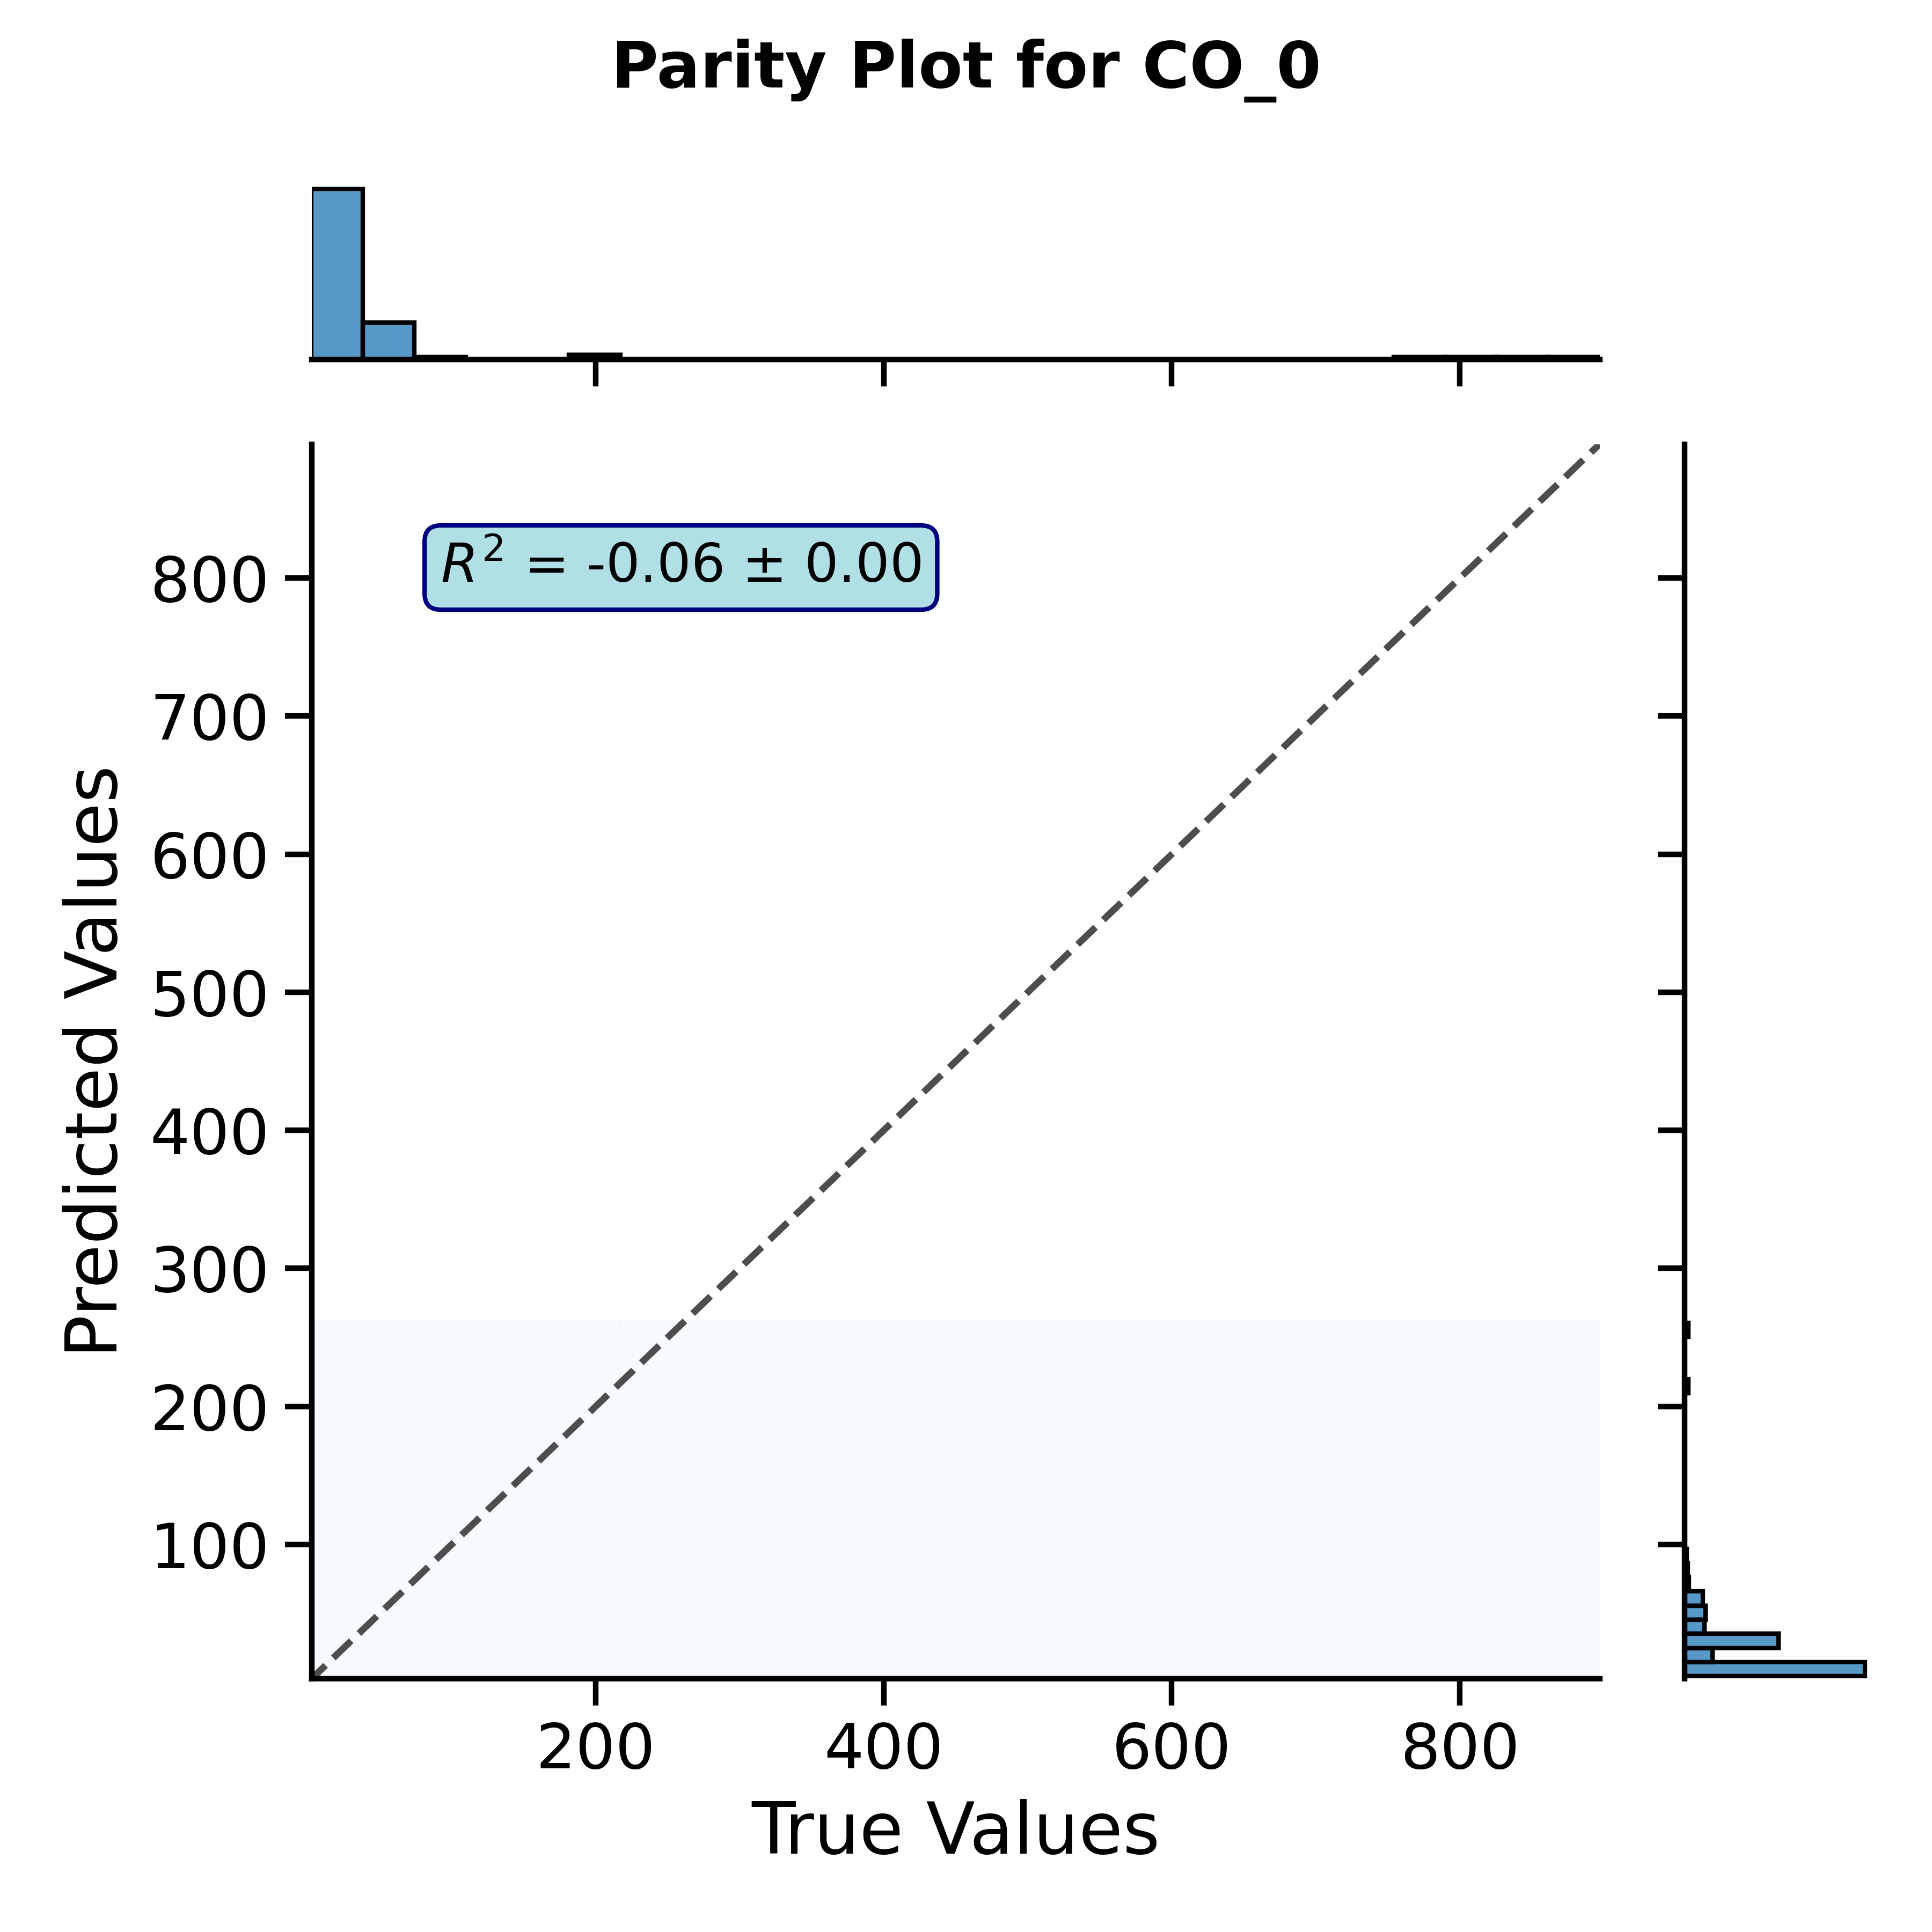 Parity Plot for CO_0
R² = -0.06 ± 0.00
Predicted Values
800
700
600
500
400
300
200
100
200 400 600 800
True Values